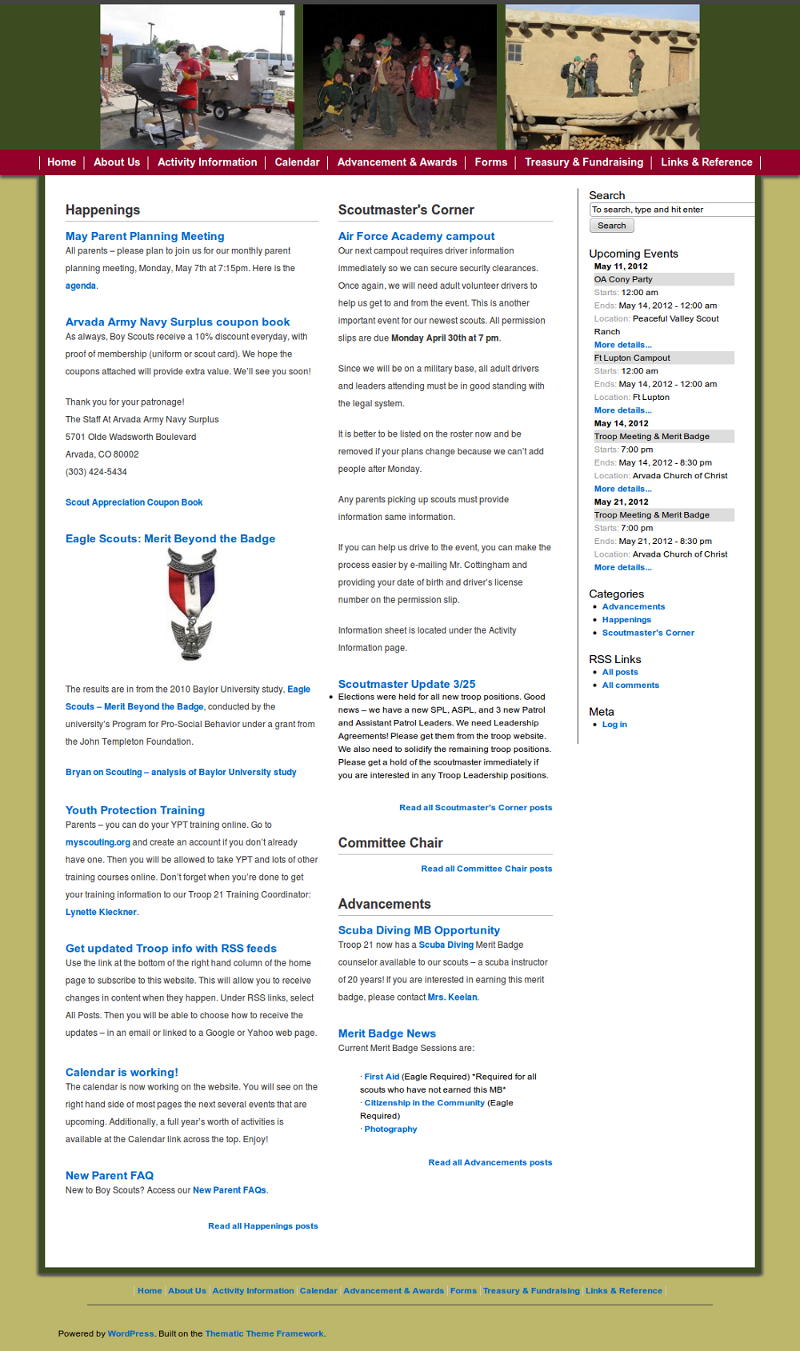 Home
About Us
Activity Information
Calendar
Advancement & Awards
Forms
Treasury & Fundraising
Links & Reference
Happenings
May Parent Planning Meeting
All parents – please plan to join us for our monthly parent
planning meeting, Monday, May 7th at 7:15pm. Here is the
agenda.
Arvada Army Navy Surplus coupon book
As always, Boy Scouts receive a 10% discount everyday, with
proof of membership (uniform or scout card). We hope the
coupons attached will provide extra value. We'll see you soon!
Thank you for your patronage!
The Staff At Arvada Army Navy Surplus
5701 Olde Wadsworth Boulevard
Arvada, CO 80002
(303) 424-5434
Scout Appreciation Coupon Book
Eagle Scouts: Merit Beyond the Badge
The results are in from the 2010 Baylor University study, Eagle
Scouts – Merit Beyond the Badge, conducted by the
university's Program for Pro-Social Behavior under a grant from
the John Templeton Foundation.
Bryan on Scouting – analysis of Baylor University study
Youth Protection Training
Parents – you can do your YPT training online. Go to
myscouting.org and create an account if you don't already
have one. Then you will be allowed to take YPT and lots of other
training courses online. Don't forget when you're done to get
your training information to our Troop 21 Training Coordinator:
Lynette Kleckner.
Get updated Troop info with RSS feeds
Use the link at the bottom of the right hand column of the home
page to subscribe to this website. This will allow you to receive
changes in content when they happen. Under RSS links, select
All Posts. Then you will be able to choose how to receive the
updates – in an email or linked to a Google or Yahoo web page.
Calendar is working!
The calendar is now working on the website. You will see on the
right hand side of most pages the next several events that are
upcoming. Additionally, a full year's worth of activities is
available at the Calendar link across the top. Enjoy!
New Parent FAQ
New to Boy Scouts? Access our New Parent FAQs.
Read all Happenings posts
Scoutmaster's Corner
Air Force Academy campout
Our next campout requires driver information
immediately so we can secure security clearances.
Once again, we will need adult volunteer drivers to
help us get to and from the event. This is another
important event for our newest scouts. All permission
slips are due Monday April 30th at 7 pm.
Since we will be on a military base, all adult drivers
and leaders attending must be in good standing with
the legal system.
It is better to be listed on the roster now and be
removed if your plans change because we can't add
people after Monday.
Any parents picking up scouts must provide
information same information.
If you can help us drive to the event, you can make the
process easier by e-mailing Mr. Cottingham and
providing your date of birth and driver's license
number on the permission slip.
Information sheet is located under the Activity
Information page.
Scoutmaster Update 3/25
• Elections were held for all new troop positions. Good
news – we have a new SPL, ASPL, and 3 new Patrol
and Assistant Patrol Leaders. We need Leadership
Agreements! Please get them from the troop website.
We also need to solidify the remaining troop positions.
Please get a hold of the scoutmaster immediately if
you are interested in any Troop Leadership positions.
Read all Scoutmaster's Corner posts
Committee Chair
Read all Committee Chair posts
Advancements
Scuba Diving MB Opportunity
Troop 21 now has a Scuba Diving Merit Badge
counselor available to our scouts – a scuba instructor
of 20 years! If you are interested in earning this merit
badge, please contact Mrs. Keelan.
Merit Badge News
Current Merit Badge Sessions are:
· First Aid (Eagle Required) *Required for all
scouts who have not earned this MB*
· Citizenship in the Community (Eagle
Required)
· Photography
Read all Advancements posts
Search
To search, type and hit enter
Search
Upcoming Events
May 11, 2012
OA Cony Party
Starts: 12:00 am
Ends: May 14, 2012 - 12:00 am
Location: Peaceful Valley Scout
Ranch
More details...
Ft Lupton Campout
Starts: 12:00 am
Ends: May 14, 2012 - 12:00 am
Location: Ft Lupton
More details...
May 14, 2012
Troop Meeting & Merit Badge
Starts: 7:00 pm
Ends: May 14, 2012 - 8:30 pm
Location: Arvada Church of Christ
More details...
May 21, 2012
Troop Meeting & Merit Badge
Starts: 7:00 pm
Ends: May 21, 2012 - 8:30 pm
Location: Arvada Church of Christ
More details...
Categories
• Advancements
• Happenings
• Scoutmaster's Corner
RSS Links
• All posts
• All comments
Meta
• Log in
Home
About Us
Activity Information
Calendar
Advancement & Awards
Forms
Treasury & Fundraising
Links & Reference
Powered by WordPress. Built on the Thematic Theme Framework.